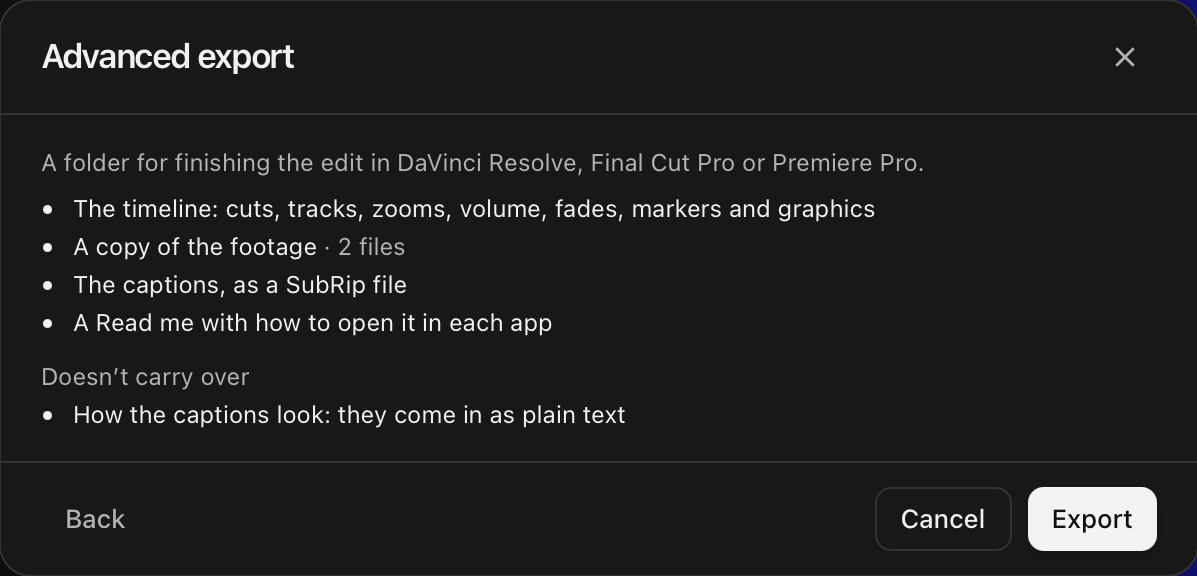 Advanced export
A folder for finishing the edit in DaVinci Resolve, Final Cut Pro or Premiere Pro.
• The timeline: cuts, tracks, zooms, volume, fades, markers and graphics
• A copy of the footage · 2 files
• The captions, as a SubRip file
• A Read me with how to open it in each app
Doesn’t carry over
• How the captions look: they come in as plain text
Back
Cancel
Export